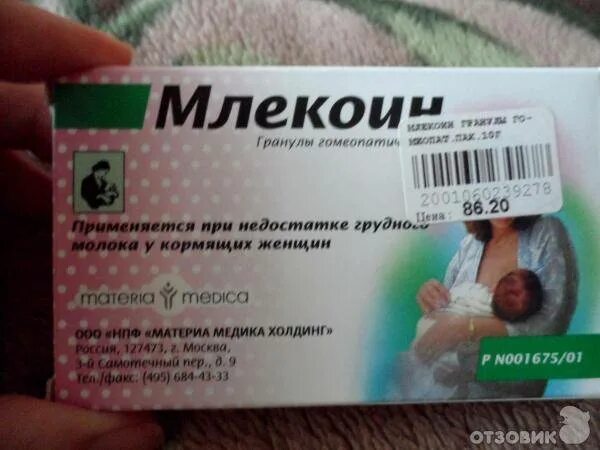 Млекоин
Гранулы гомеопатиче
МЛЕКОИН ГРАНУЛЫ ГО-
МЕОПАТ.ПАК.10Г
2001060239278
Цена: 86.20
Применяется при недостатке грудного
молока у кормящих женщин
materia medica
ООО «НПФ «МАТЕРИА МЕДИКА ХОЛДИНГ»
Россия, 127473, г. Москва,
3-й Самотечный пер., д. 9
Тел./факс: (495) 684-43-33
P N001675/01
ОТЗОВИК